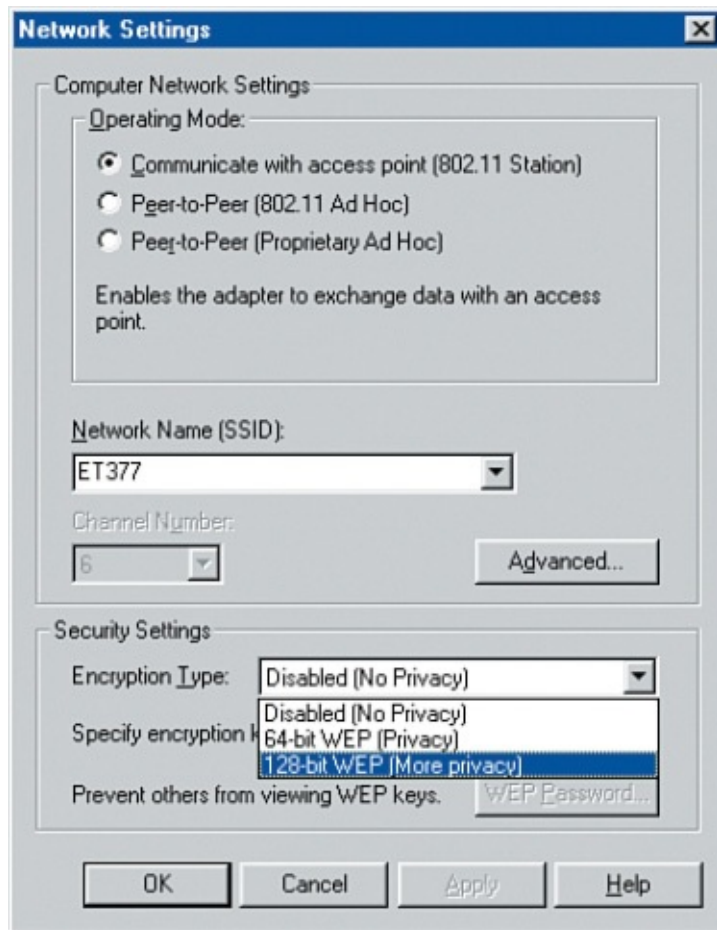 Network Settings
Computer Network Settings
Operating Mode:
Communicate with access point (802.11 Station)
Peer-to-Peer (802.11 Ad Hoc)
Peer-to-Peer (Proprietary Ad Hoc)
Enables the adapter to exchange data with an access
point.
Network Name (SSID):
ET377
Channel Number:
6
Advanced...
Security Settings
Encryption Type:
Disabled (No Privacy)
Disabled (No Privacy)
Specify encryption
64-bit WEP (Privacy)
128-bit WEP (More privacy)
Prevent others from viewing WEP keys.
WEP Password...
OK
Cancel
Apply
Help